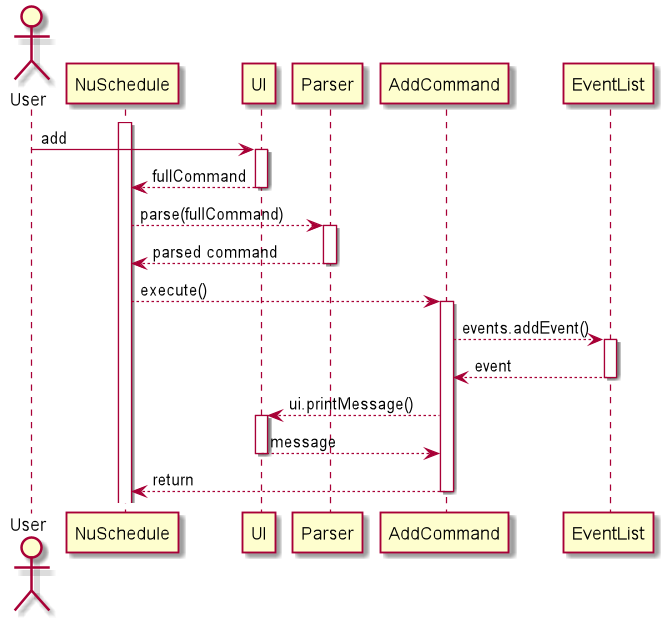 User
NuSchedule
UI
Parser
AddCommand
EventList
add
fullCommand
parse(fullCommand)
parsed command
execute()
events.addEvent()
event
ui.printMessage()
message
return
User
NuSchedule
UI
Parser
AddCommand
EventList